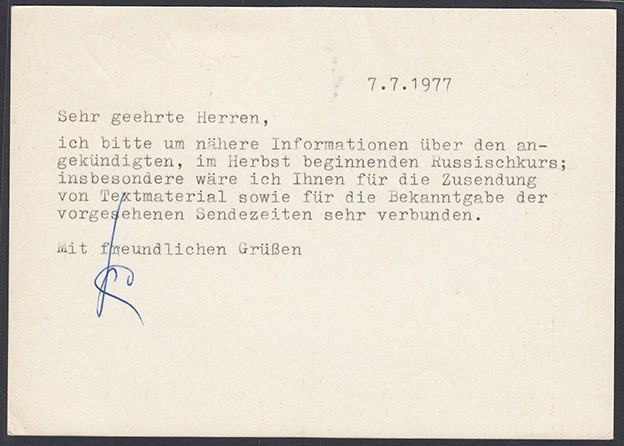 7.7.1977
Sehr geehrte Herren,
ich bitte um nähere Informationen über den an-
gekündigten, im Herbst beginnenden Russischkurs;
insbesondere wäre ich Ihnen für die Zusendung
von Textmaterial sowie für die Bekanntgabe der
vorgesehenen Sendezeiten sehr verbunden.
Mit freundlichen Grüßen